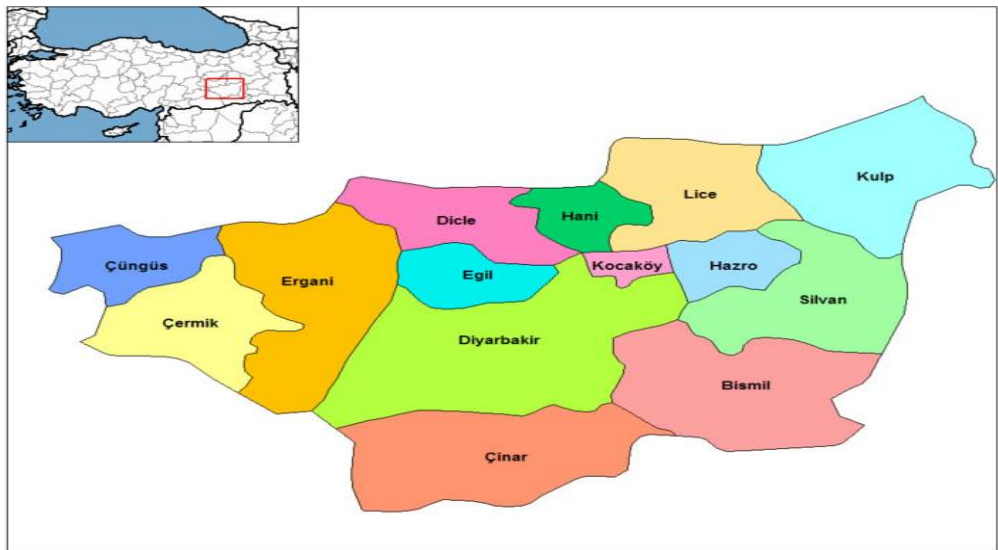 Kulp
Lice
Hani
Dicle
Çüngüs
Ergani
Egil
Kocaköy
Hazro
Silvan
Çermik
Diyarbakir
Bismil
Çinar